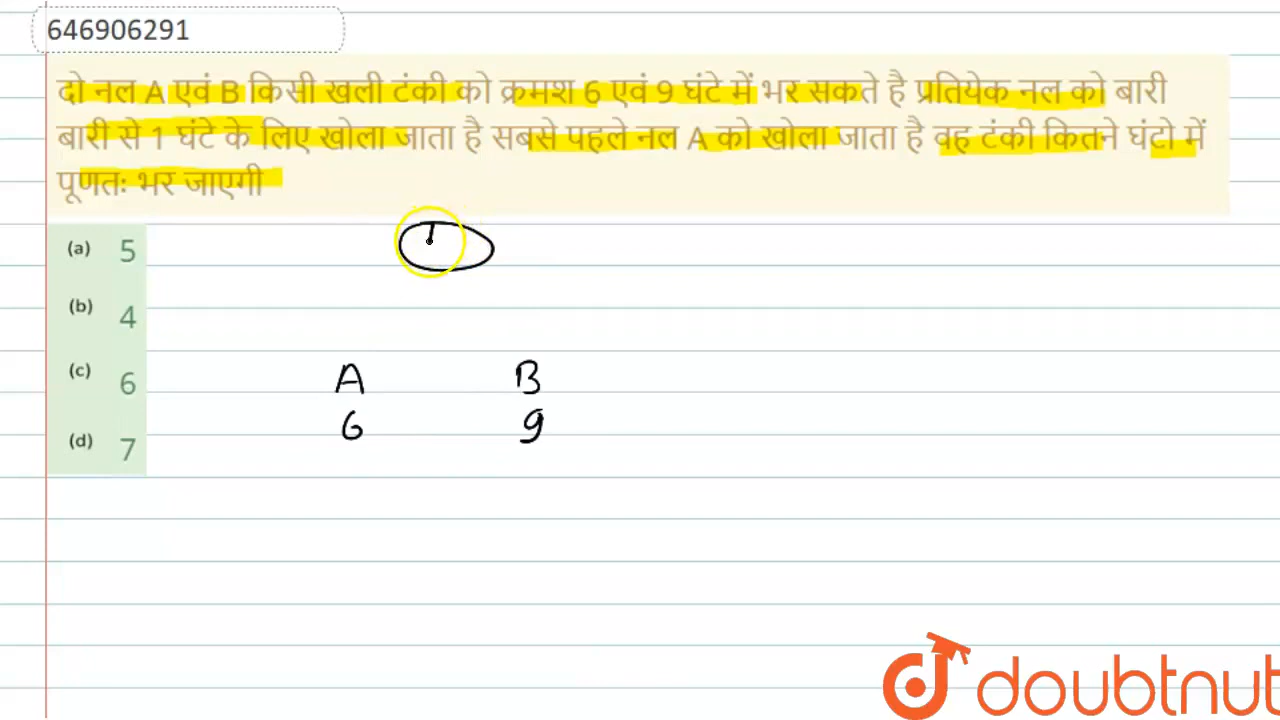 646906291
दो नल A एवं B किसी खली टंकी को क्रमश 6 एवं 9 घंटे में भर सकते है प्रतियेक नल को बारी
बारी से 1 घंटे के लिए खोला जाता है सबसे पहले नल A को खोला जाता है वह टंकी कितने घंटो में
पूणतः भर जाएगी
(a) 5
(b) 4
(c) 6
(d) 7
A B
6 9
doubtnut